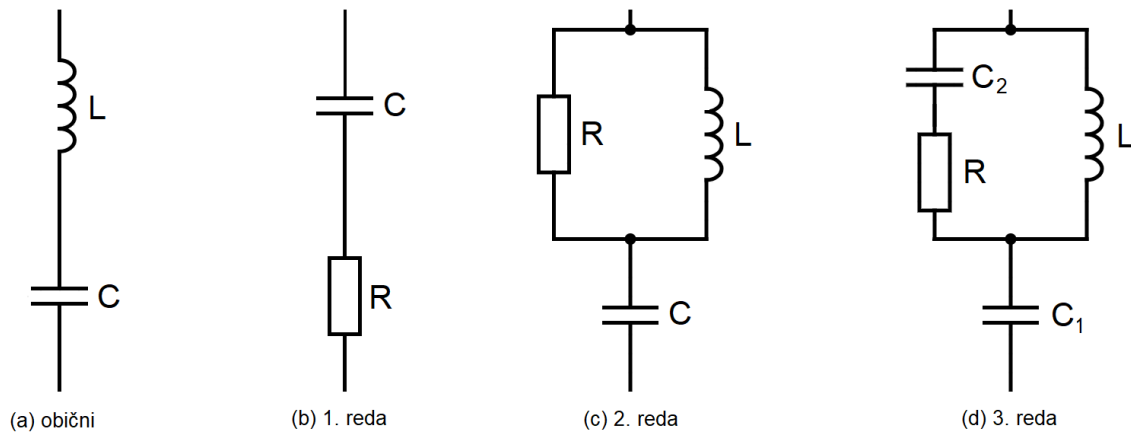 L
C
(a) obični
C
R
(b) 1. reda
R
L
C
(c) 2. reda
C₂
R
L
C₁
(d) 3. reda